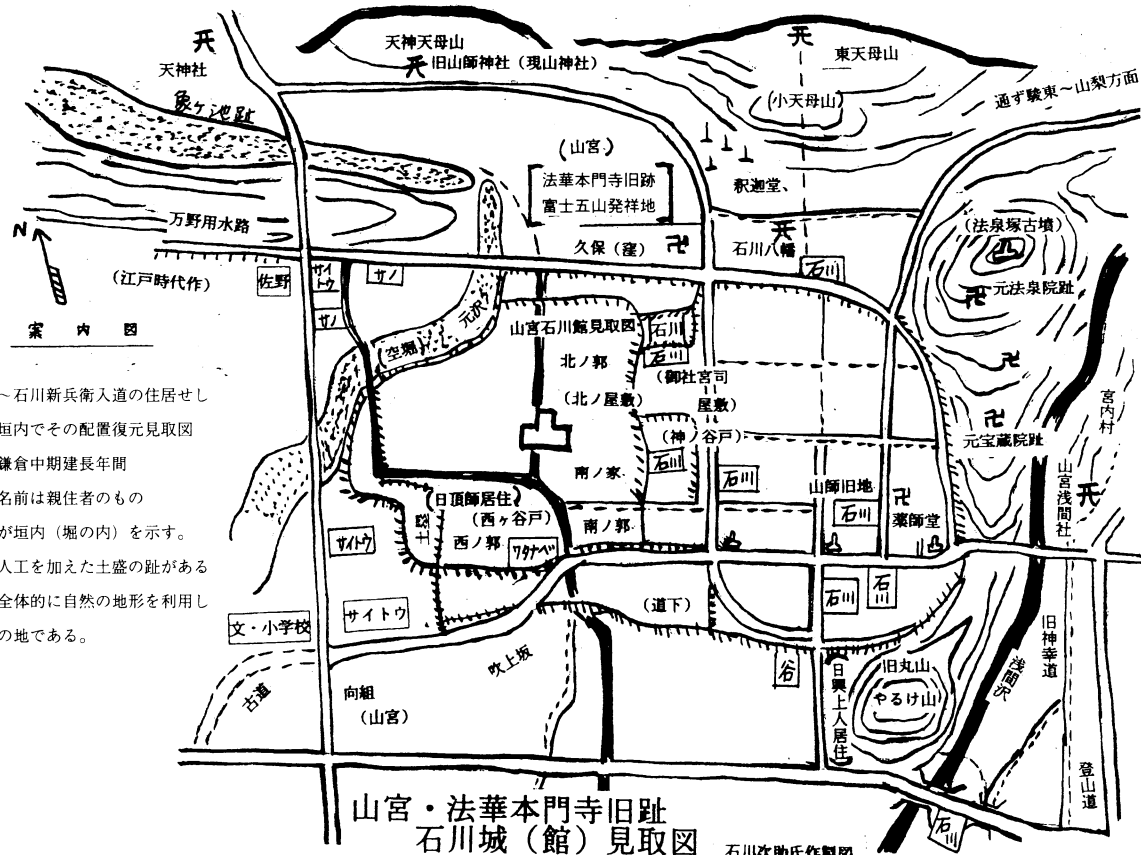 天神社
天神天母山
旧山師神社（現山神社）
東天母山
（小天母山）
通ず駿東～山梨方面
象ヶ池趾
（山宮）
法華本門寺旧跡
富士五山発祥地
釈迦堂、
万野用水路
久保（窪）
石川八幡
石川
（法泉塚古墳）
元法泉院趾
N
（江戸時代作）
佐野
サイトウ
サノ
サノ
案内図
元沢
（空堀）
山宮石川館見取図
石川
石川
北ノ郭
（北ノ屋敷）
（御社宮司
屋敷）
（神ノ谷戸）
石川
石川
南ノ家
宮内村
元宝蔵院趾
山宮浅間社
山師旧地
石川
薬師堂
～石川新兵衛入道の住居せし
垣内でその配置復元見取図
鎌倉中期建長年間
名前は親住者のもの
が垣内（堀の内）を示す。
人工を加えた土盛の趾がある
全体的に自然の地形を利用し
の地である。
（日頂師居住）
（西ヶ谷戸）
土塁
西ノ郭
ワタナベ
南ノ郭
サイトウ
サイトウ
文・小学校
（道下）
石川
石川
谷
日興上人居住
旧丸山
やるけ山
浅間沢
旧神幸道
登山道
吹上坂
古道
向組
（山宮）
石川
山宮・法華本門寺旧趾
石川城（館）見取図
石川弥助氏作製図